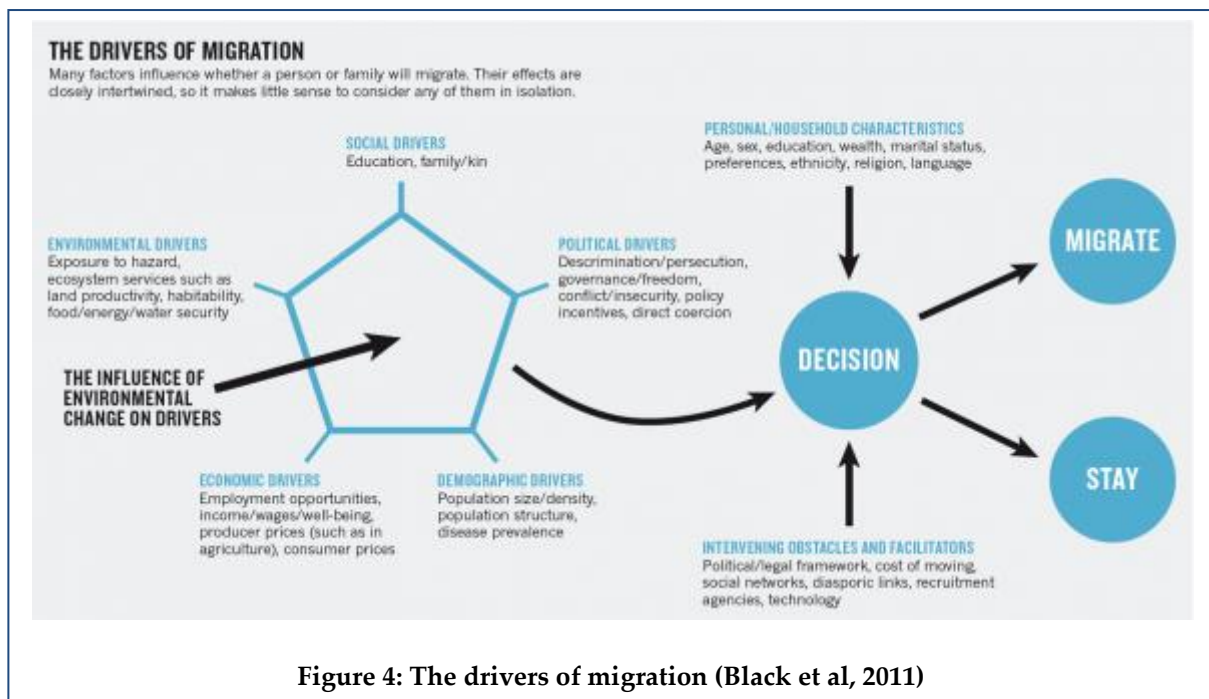 THE DRIVERS OF MIGRATION
Many factors influence whether a person or family will migrate. Their effects are
closely intertwined, so it makes little sense to consider any of them in isolation.
SOCIAL DRIVERS
Education, family/kin
ENVIRONMENTAL DRIVERS
Exposure to hazard,
ecosystem services such as
land productivity, habitability,
food/energy/water security
POLITICAL DRIVERS
Descrimination/persecution,
governance/freedom,
conflict/insecurity, policy
incentives, direct coercion
THE INFLUENCE OF
ENVIRONMENTAL
CHANGE ON DRIVERS
ECONOMIC DRIVERS
Employment opportunities,
income/wages/well-being,
producer prices (such as in
agriculture), consumer prices
DEMOGRAPHIC DRIVERS
Population size/density,
population structure,
disease prevalence
PERSONAL/HOUSEHOLD CHARACTERISTICS
Age, sex, education, wealth, marital status,
preferences, ethnicity, religion, language
DECISION
MIGRATE
STAY
INTERVENING OBSTACLES AND FACILITATORS
Political/legal framework, cost of moving,
social networks, diasporic links, recruitment
agencies, technology
Figure 4: The drivers of migration (Black et al, 2011)